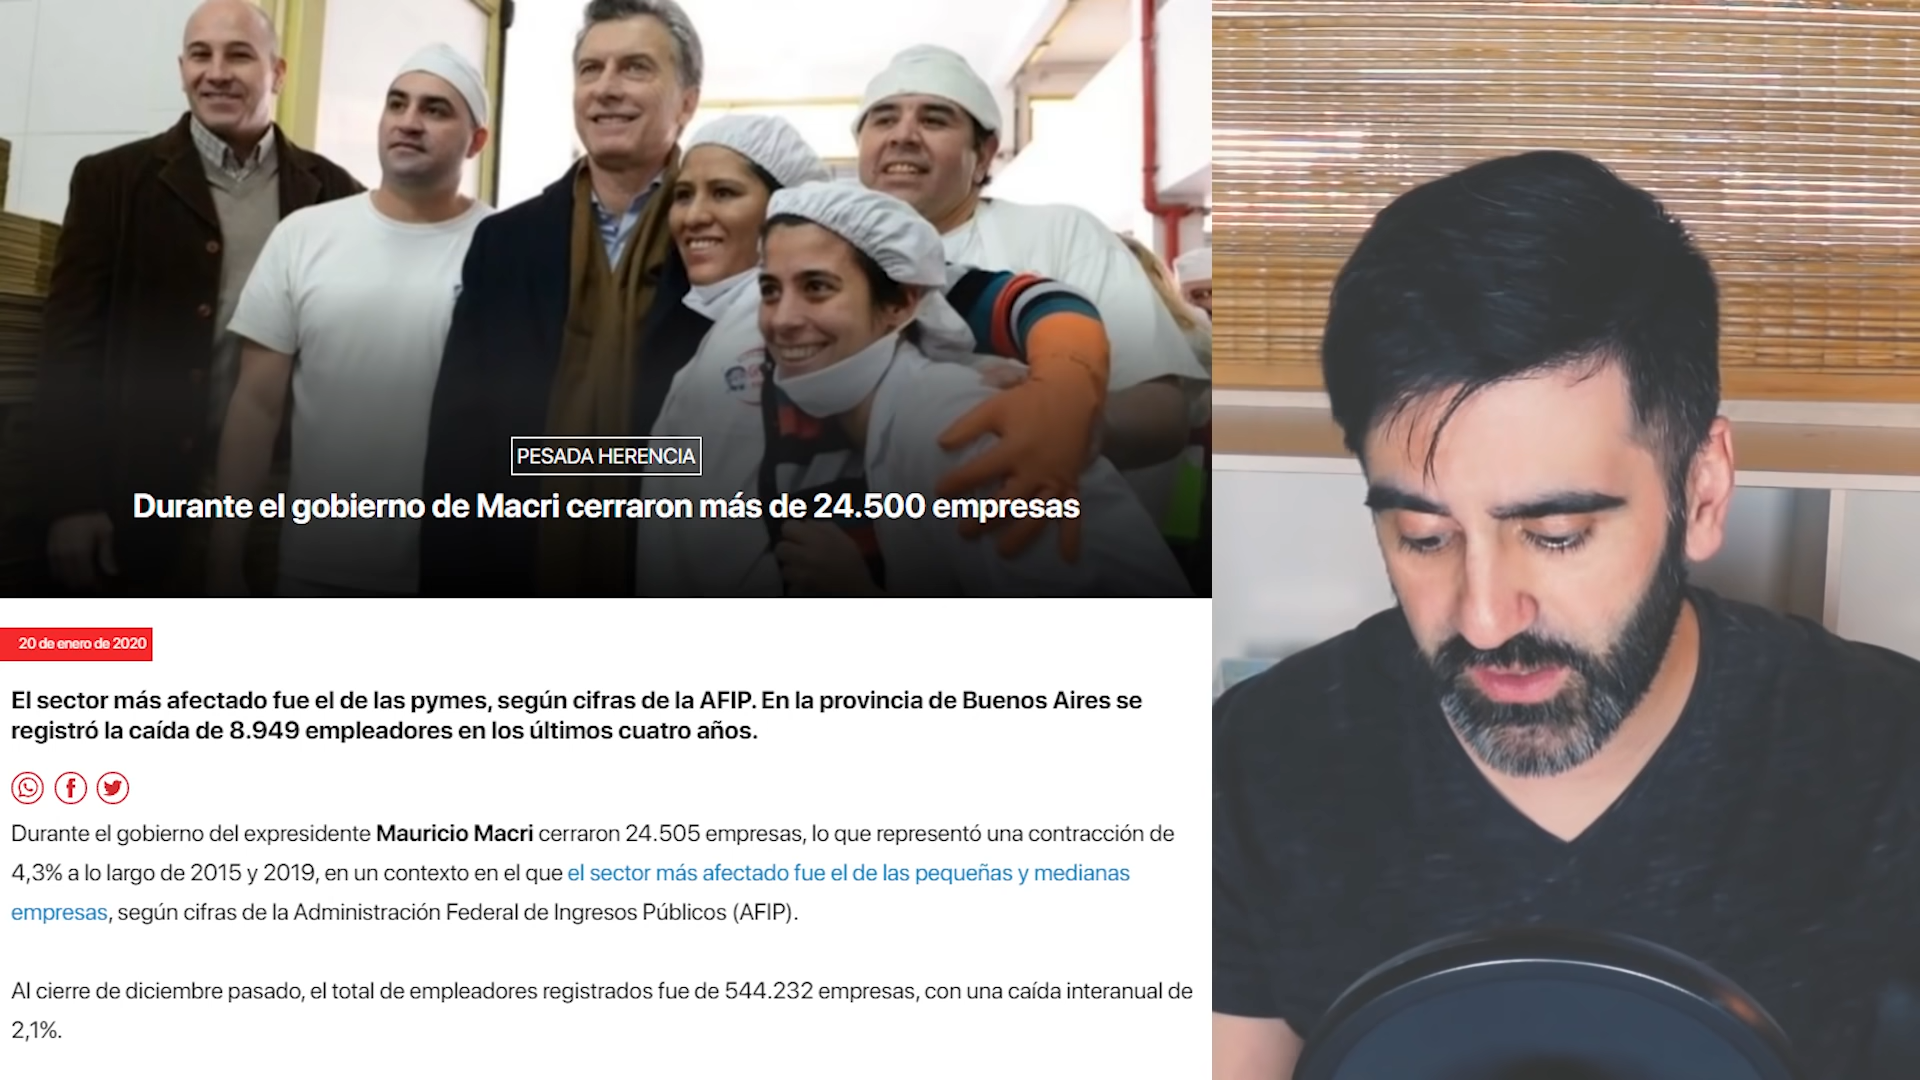 PESADA HERENCIA
Durante el gobierno de Macri cerraron más de 24.500 empresas
20 de enero de 2020
El sector más afectado fue el de las pymes, según cifras de la AFIP. En la provincia de Buenos Aires se
registró la caída de 8.949 empleadores en los últimos cuatro años.
Durante el gobierno del expresidente Mauricio Macri cerraron 24.505 empresas, lo que representó una contracción de
4,3% a lo largo de 2015 y 2019, en un contexto en el que el sector más afectado fue el de las pequeñas y medianas
empresas, según cifras de la Administración Federal de Ingresos Públicos (AFIP).
Al cierre de diciembre pasado, el total de empleadores registrados fue de 544.232 empresas, con una caída interanual de
2,1%.